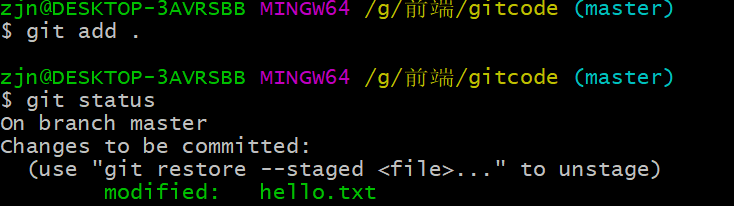 zjn@DESKTOP-3AVRSBB MINGW64 /g/前端/gitcode (master)
$ git add .
zjn@DESKTOP-3AVRSBB MINGW64 /g/前端/gitcode (master)
$ git status
On branch master
Changes to be committed:
  (use "git restore --staged <file>..." to unstage)
        modified:   hello.txt